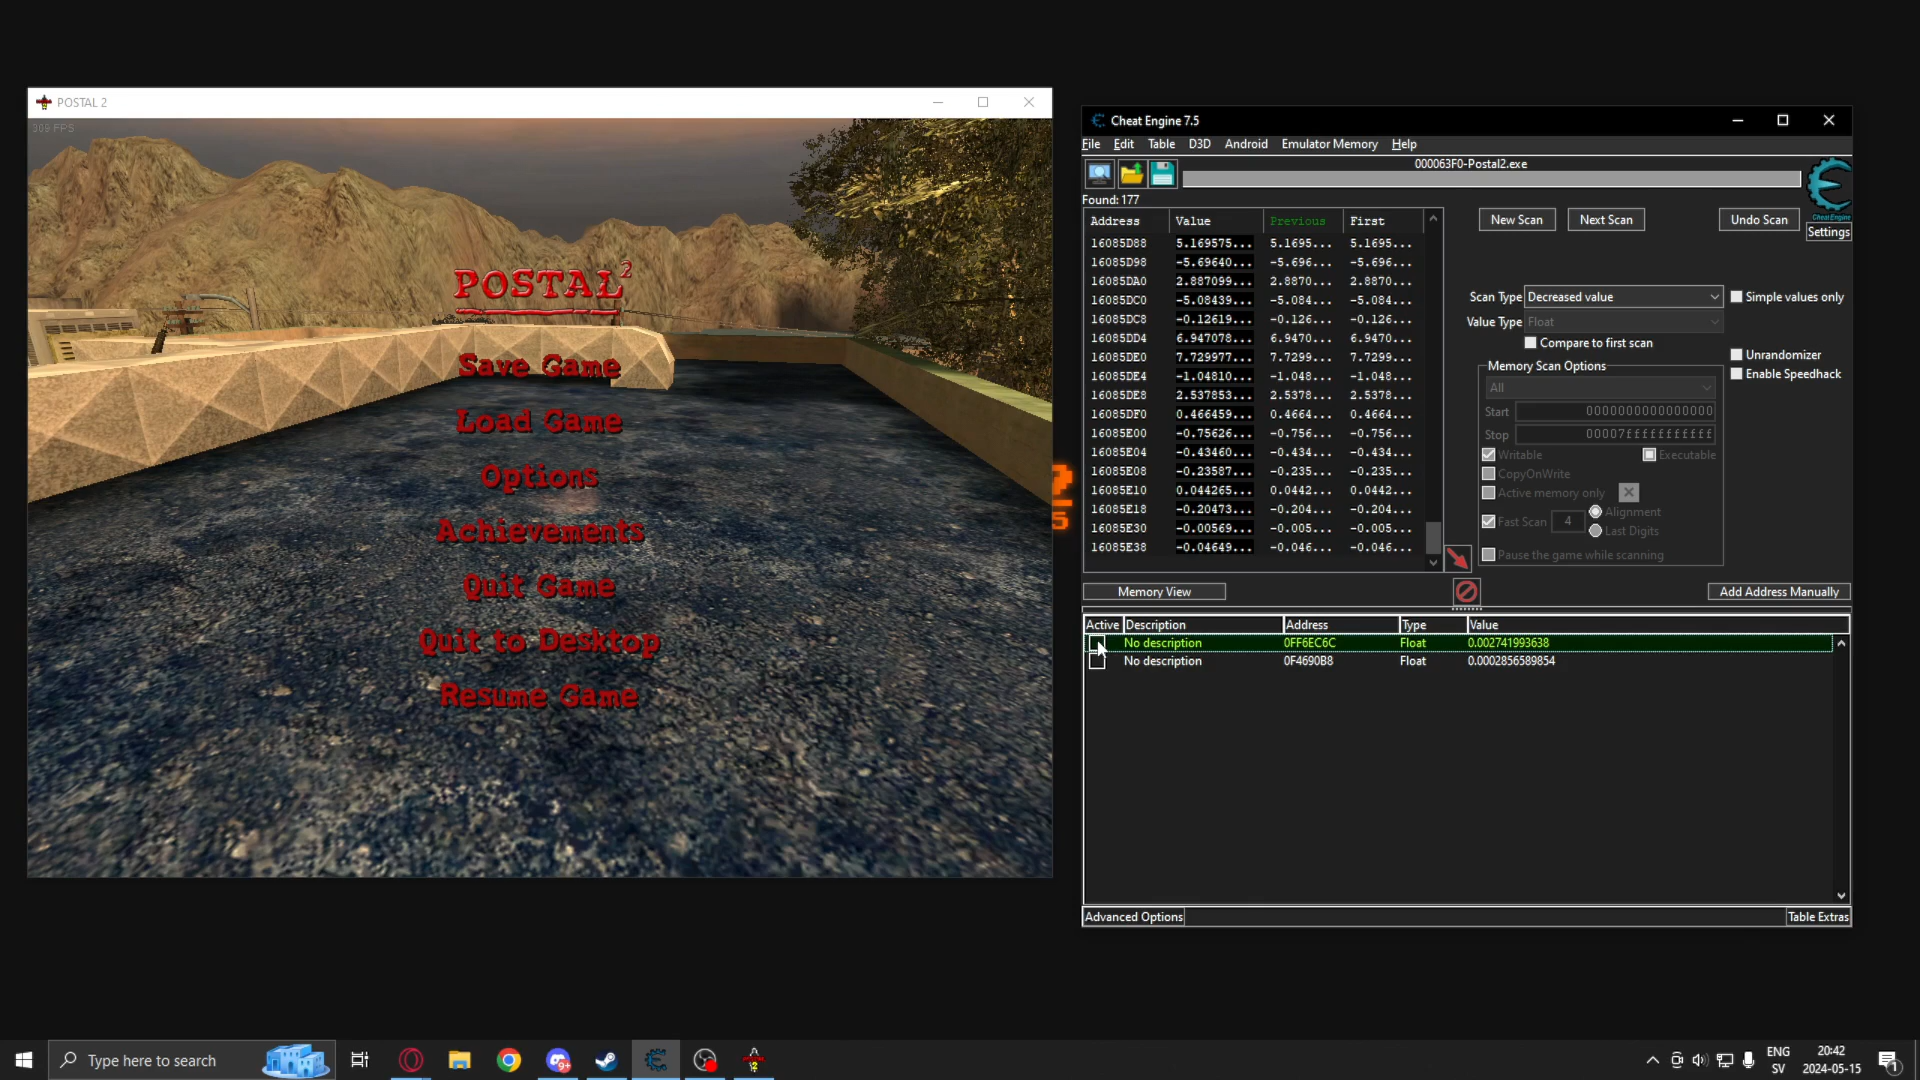 POSTAL 2
369 FPS
POSTAL²
Save Game
Load Game
Options
Achievements
Quit Game
Quit to Desktop
Resume Game
Cheat Engine 7.5
File Edit Table D3D Android Emulator Memory Help
000063F0-Postal2.exe
Cheat Engine
Settings
Found: 177
Address Value Previous First
16085D88 5.169575... 5.1695... 5.1695...
16085D98 -5.69640... -5.696... -5.696...
16085DA0 2.887099... 2.8870... 2.8870...
16085DC0 -5.08439... -5.084... -5.084...
16085DC8 -0.12619... -0.126... -0.126...
16085DD4 6.947078... 6.9470... 6.9470...
16085DE0 7.729977... 7.7299... 7.7299...
16085DE4 -1.04810... -1.048... -1.048...
16085DE8 2.537853... 2.5378... 2.5378...
16085DF0 0.466459... 0.4664... 0.4664...
16085E00 -0.75626... -0.756... -0.756...
16085E04 -0.43460... -0.434... -0.434...
16085E08 -0.23587... -0.235... -0.235...
16085E10 0.044265... 0.0442... 0.0442...
16085E18 -0.20473... -0.204... -0.204...
16085E30 -0.00569... -0.005... -0.005...
16085E38 -0.04649... -0.046... -0.046...
New Scan Next Scan Undo Scan
Scan Type Decreased value Simple values only
Value Type Float
Compare to first scan
Unrandomizer
Enable Speedhack
Memory Scan Options
All
Start 0000000000000000
Stop 00007fffffffffff
Writable Executable
CopyOnWrite
Active memory only
Fast Scan 4 Alignment
Last Digits
Pause the game while scanning
Memory View Add Address Manually
Active Description Address Type Value
No description 0FF6EC6C Float 0.002741993638
No description 0F4690B8 Float 0.0002856589854
Advanced Options Table Extras
5
Type here to search
9+
ENG
SV
20:42
2024-05-15
1